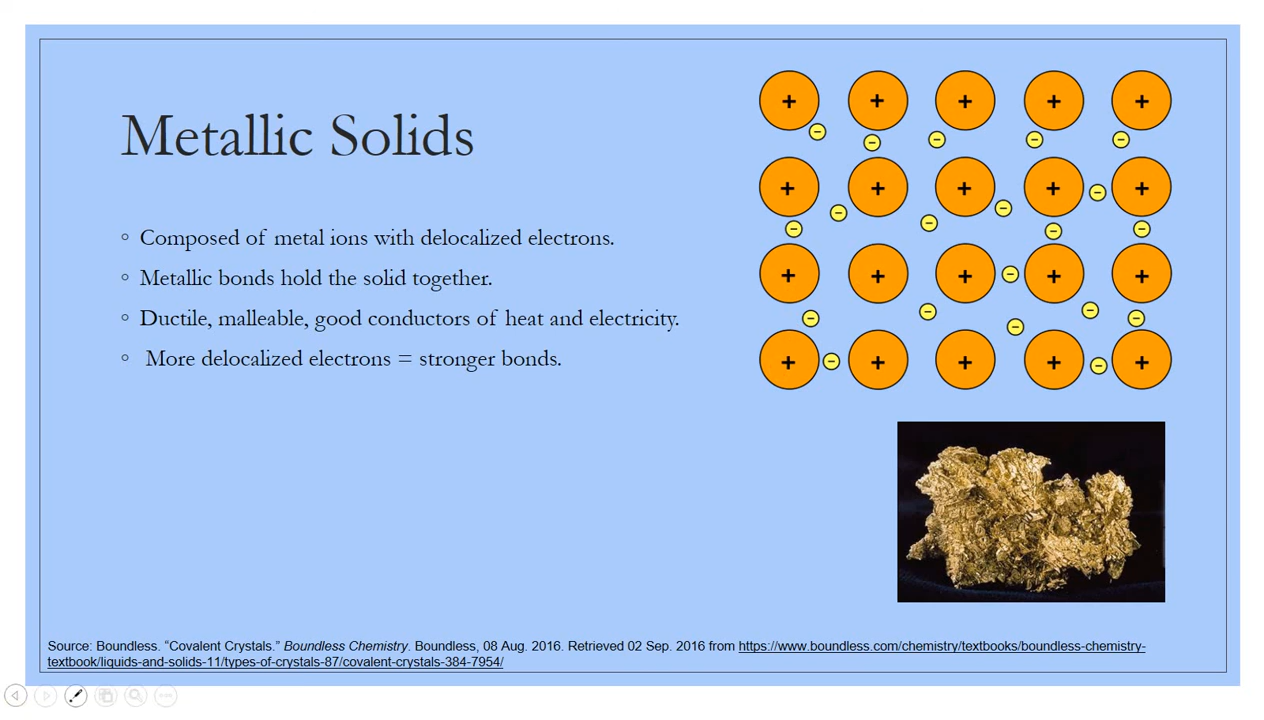 Metallic Solids
◦ Composed of metal ions with delocalized electrons.
◦ Metallic bonds hold the solid together.
◦ Ductile, malleable, good conductors of heat and electricity.
◦ More delocalized electrons = stronger bonds.
+ + + + +
− − − − −
+ + + + +
−
− − −
− − −
+ + + + +
−
− − − − −
+ + + + +
− −
Source: Boundless. “Covalent Crystals.” Boundless Chemistry. Boundless, 08 Aug. 2016. Retrieved 02 Sep. 2016 from https://www.boundless.com/chemistry/textbooks/boundless-chemistry-
textbook/liquids-and-solids-11/types-of-crystals-87/covalent-crystals-384-7954/